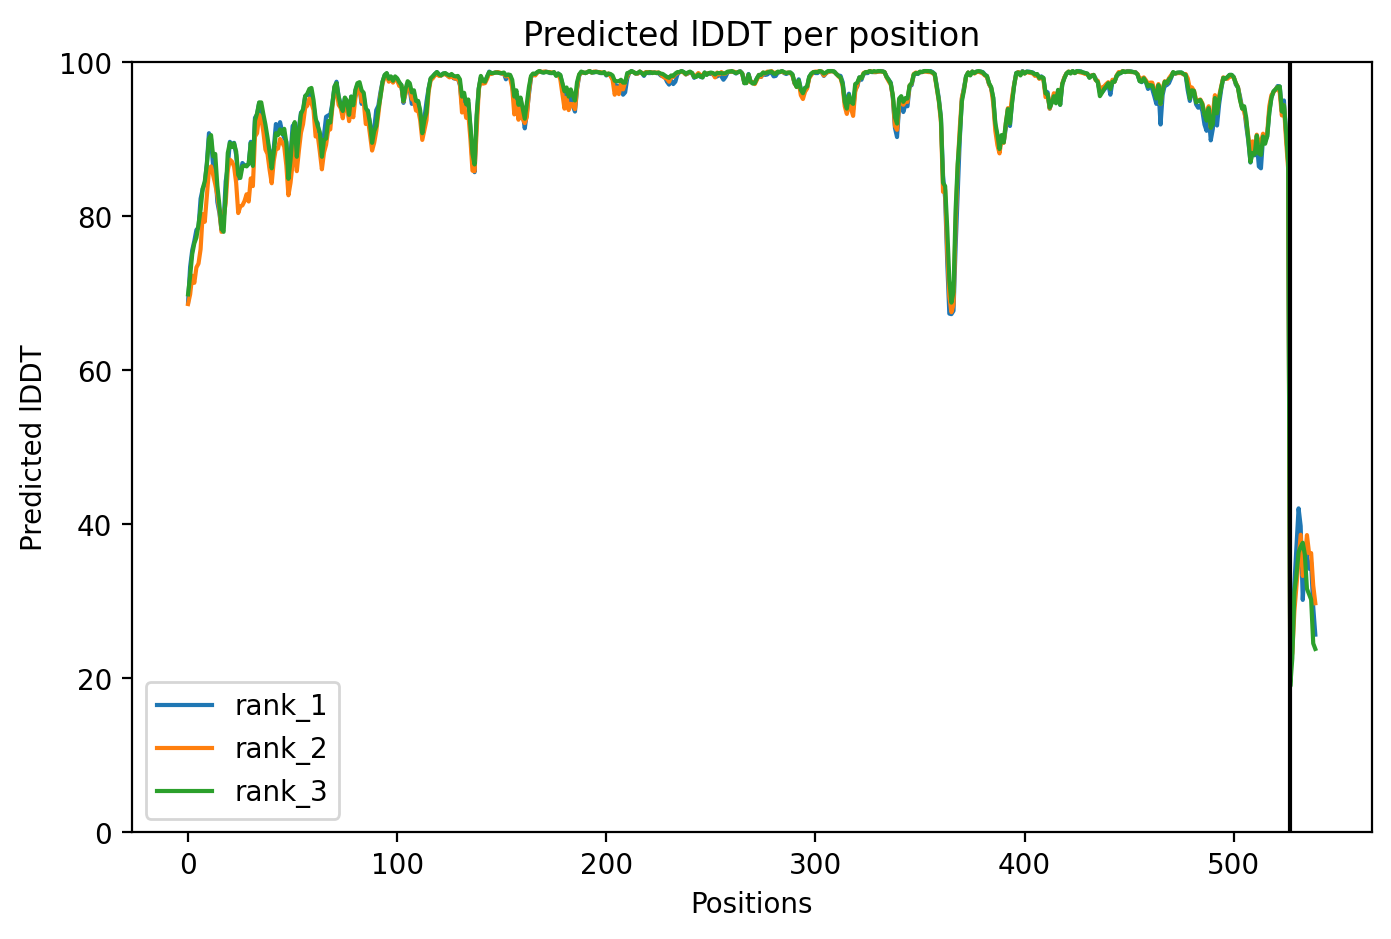 Predicted lDDT per position
100
80
60
40
20
0
Predicted lDDT
rank_1
rank_2
rank_3
0 100 200 300 400 500
Positions